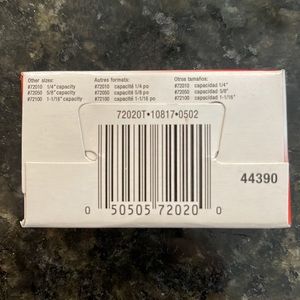 Other sizes: Autres formats: Otros tamaños:
#72010 1/4" capacity #72010 capacité 1/4 po #72010 capacidad 1/4"
#72050 5/8" capacity #72050 capacité 5/8 po #72050 capacidad 5/8"
#72100 1-1/16" capacity #72100 capacité 1-1/16 po #72100 capacidad 1-1/16"
72020T•10817•0502
44390
0 50505 72020 0